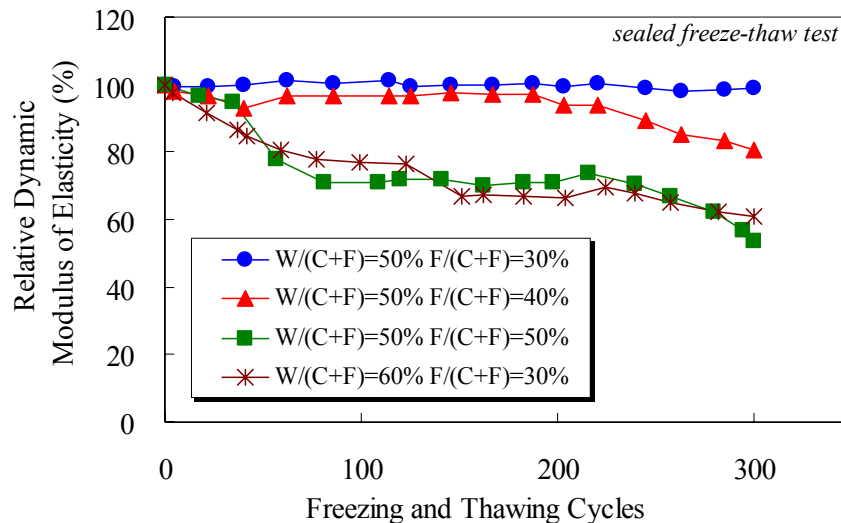 120
sealed freeze-thaw test
100
80
60
40
20
0
Relative Dynamic
Modulus of Elasticity (%)
W/(C+F)=50% F/(C+F)=30%
W/(C+F)=50% F/(C+F)=40%
W/(C+F)=50% F/(C+F)=50%
W/(C+F)=60% F/(C+F)=30%
0 100 200 300
Freezing and Thawing Cycles